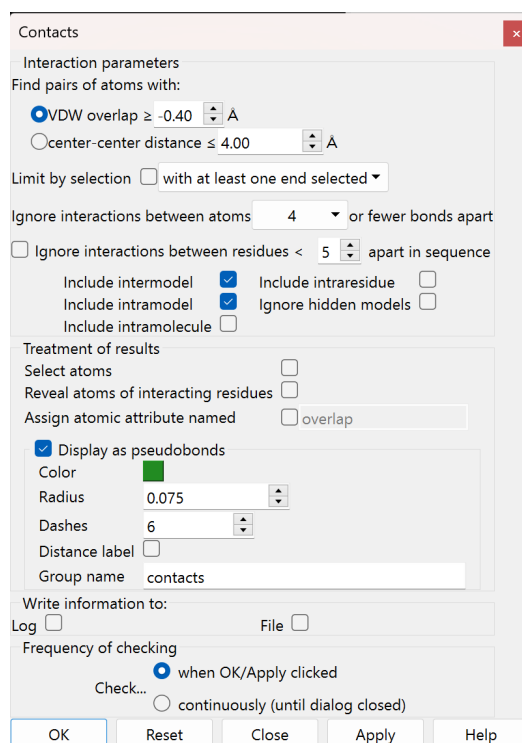 Contacts
Interaction parameters
Find pairs of atoms with:
VDW overlap ≥ -0.40 Å
center-center distance ≤ 4.00 Å
Limit by selection with at least one end selected
Ignore interactions between atoms 4 or fewer bonds apart
Ignore interactions between residues < 5 apart in sequence
Include intermodel Include intraresidue
Include intramodel Ignore hidden models
Include intramolecule
Treatment of results
Select atoms
Reveal atoms of interacting residues
Assign atomic attribute named overlap
Display as pseudobonds
Color
Radius 0.075
Dashes 6
Distance label
Group name contacts
Write information to:
Log File
Frequency of checking
Check... when OK/Apply clicked
continuously (until dialog closed)
OK Reset Close Apply Help